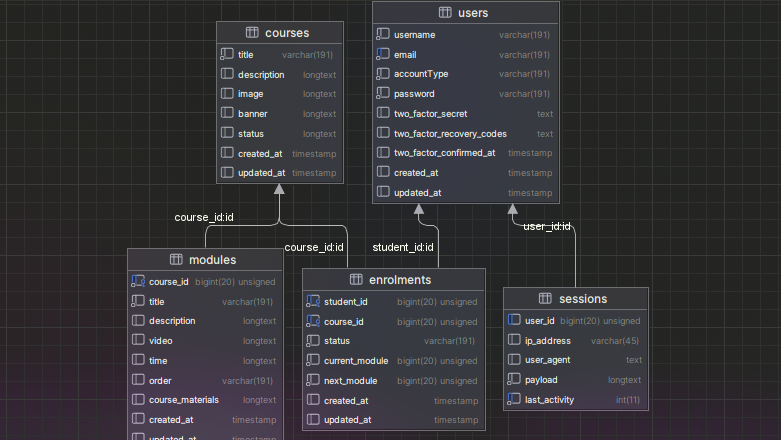 courses
title varchar(191)
description longtext
image longtext
banner longtext
status longtext
created_at timestamp
updated_at timestamp
users
username varchar(191)
email varchar(191)
accountType varchar(191)
password varchar(191)
two_factor_secret text
two_factor_recovery_codes text
two_factor_confirmed_at timestamp
created_at timestamp
updated_at timestamp
course_id:id
course_id:id
student_id:id
user_id:id
modules
course_id bigint(20) unsigned
title varchar(191)
description longtext
video longtext
time longtext
order varchar(191)
course_materials longtext
created_at timestamp
updated_at timestamp
enrolments
student_id bigint(20) unsigned
course_id bigint(20) unsigned
status varchar(191)
current_module bigint(20) unsigned
next_module bigint(20) unsigned
created_at timestamp
updated_at timestamp
sessions
user_id bigint(20) unsigned
ip_address varchar(45)
user_agent text
payload longtext
last_activity int(11)